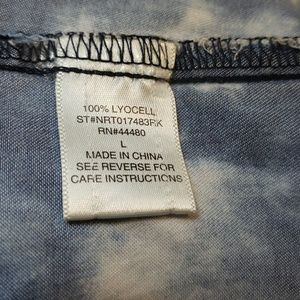 100% LYOCELL
ST#NRT017483RK
RN#44480
L
MADE IN CHINA
SEE REVERSE FOR
CARE INSTRUCTIONS